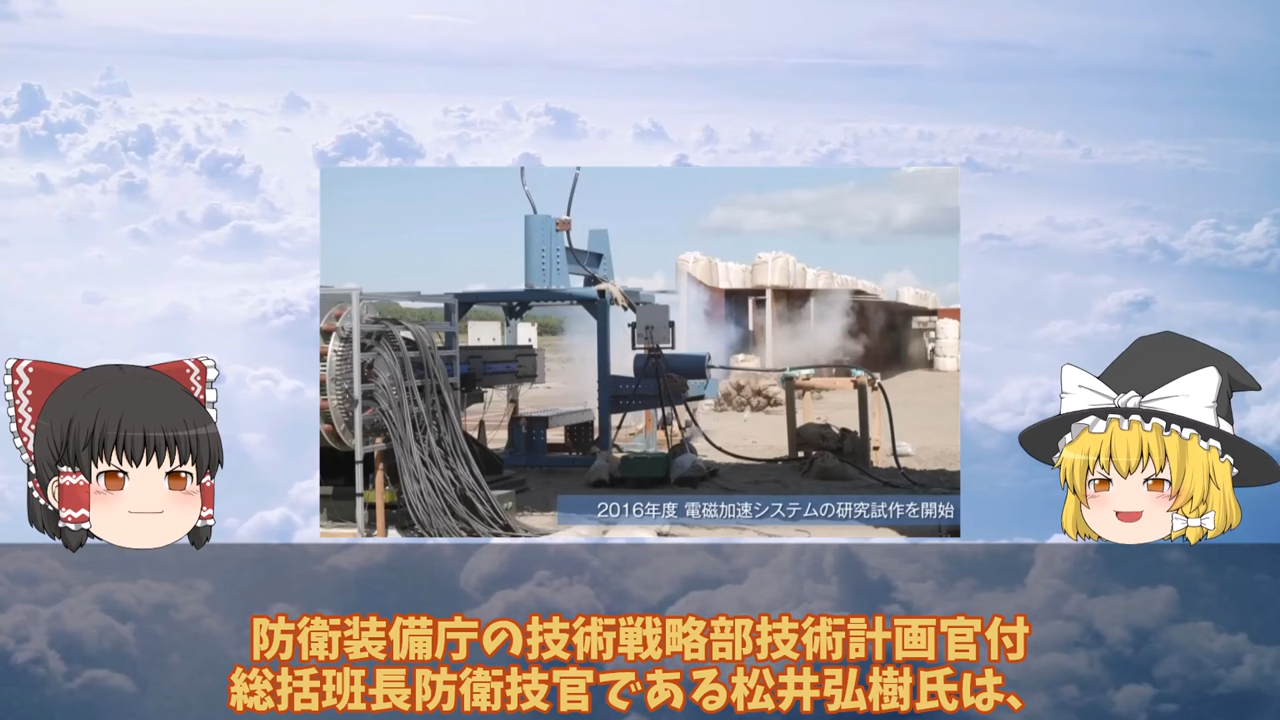 2016年度 電磁加速システムの研究試作を開始
防衛装備庁の技術戦略部技術計画官付
総括班長防衛技官である松井弘樹氏は、